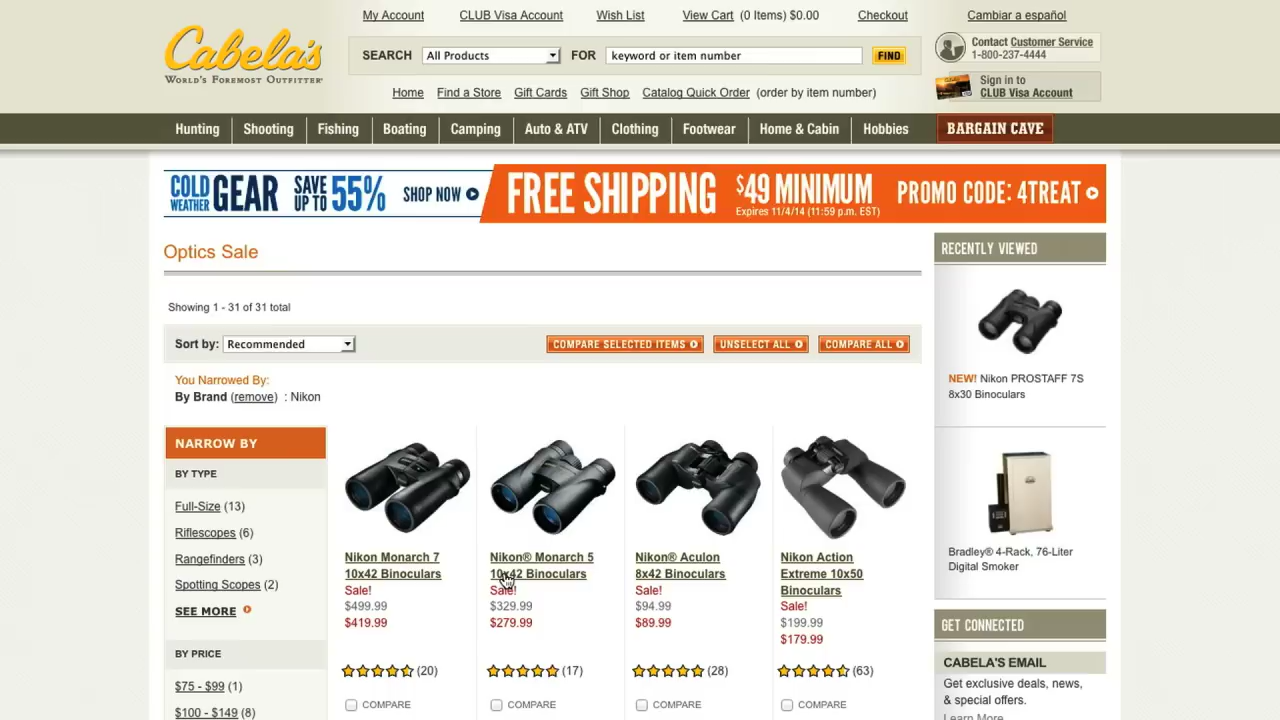 My Account CLUB Visa Account Wish List View Cart (0 Items) $0.00 Checkout Cambiar a español
Cabela's
WORLD'S FOREMOST OUTFITTER
SEARCH All Products FOR keyword or item number FIND
Contact Customer Service
1-800-237-4444
Sign in to
CLUB Visa Account
Home Find a Store Gift Cards Gift Shop Catalog Quick Order (order by item number)
Hunting Shooting Fishing Boating Camping Auto & ATV Clothing Footwear Home & Cabin Hobbies BARGAIN CAVE
COLD WEATHER GEAR SAVE UP TO 55% SHOP NOW
FREE SHIPPING $49 MINIMUM PROMO CODE: 4TREAT
Expires 11/4/14 (11:59 p.m. EST)
Optics Sale
Showing 1 - 31 of 31 total
Sort by: Recommended COMPARE SELECTED ITEMS UNSELECT ALL COMPARE ALL
You Narrowed By:
By Brand (remove) : Nikon
NARROW BY
BY TYPE
Full-Size (13)
Riflescopes (6)
Rangefinders (3)
Spotting Scopes (2)
SEE MORE
BY PRICE
$75 - $99 (1)
$100 - $149 (8)
Nikon Monarch 7
10x42 Binoculars
Sale!
$499.99
$419.99
(20)
COMPARE
Nikon® Monarch 5
10x42 Binoculars
Sale!
$329.99
$279.99
(17)
COMPARE
Nikon® Aculon
8x42 Binoculars
Sale!
$94.99
$89.99
(28)
COMPARE
Nikon Action
Extreme 10x50
Binoculars
Sale!
$199.99
$179.99
(63)
COMPARE
RECENTLY VIEWED
NEW! Nikon PROSTAFF 7S
8x30 Binoculars
Bradley® 4-Rack, 76-Liter
Digital Smoker
GET CONNECTED
CABELA'S EMAIL
Get exclusive deals, news,
& special offers.
Learn More